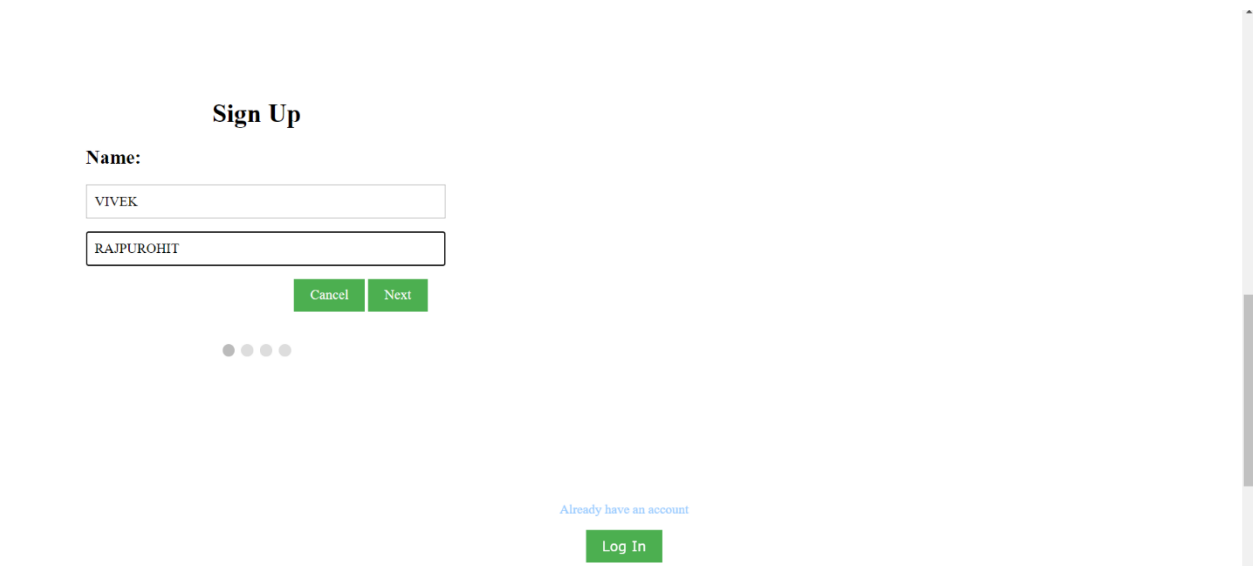 Sign Up
Name:
VIVEK
RAJPUROHIT
Cancel Next
Already have an account
Log In